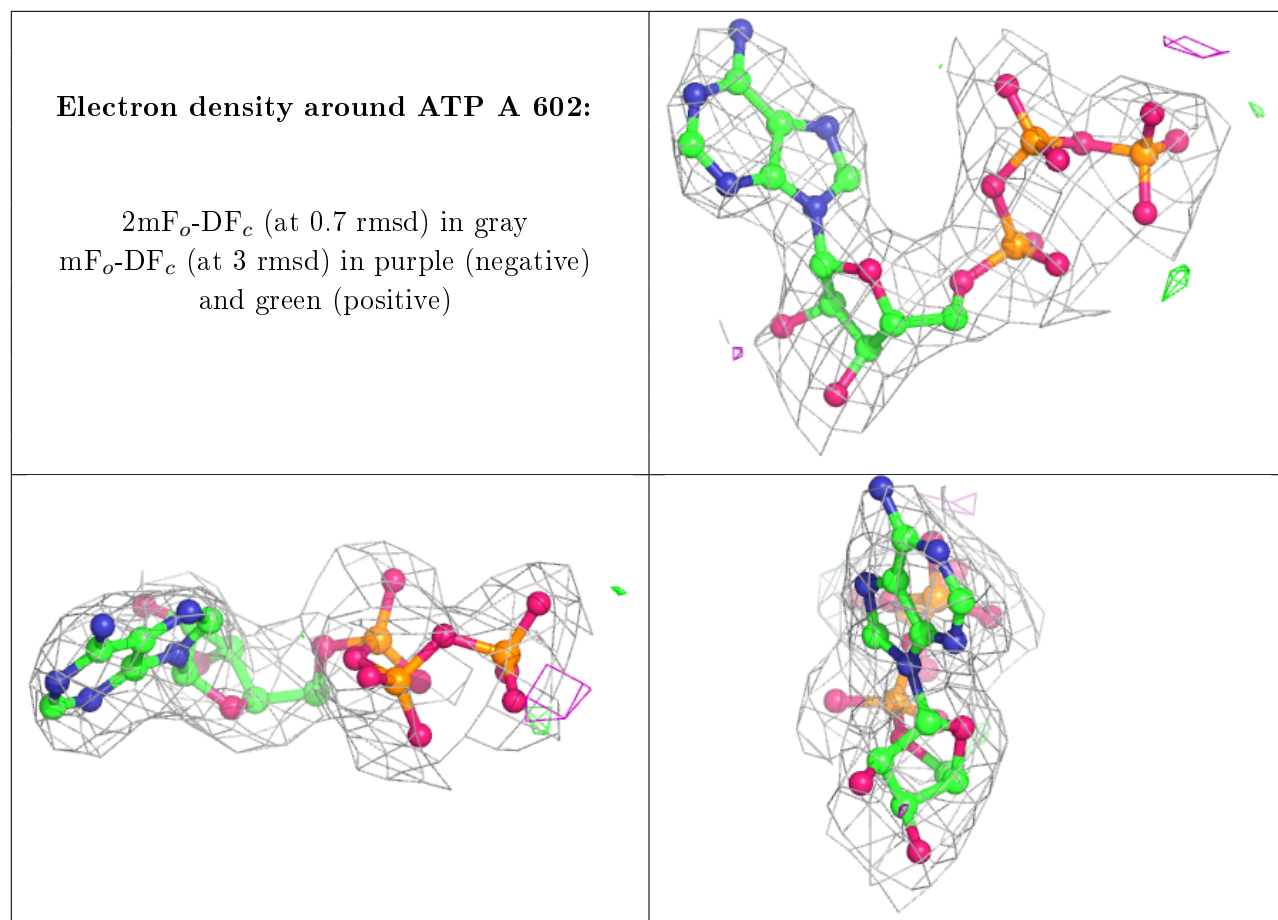 Electron density around ATP A 602:
2mFo-DFc (at 0.7 rmsd) in gray
mFo-DFc (at 3 rmsd) in purple (negative)
and green (positive)